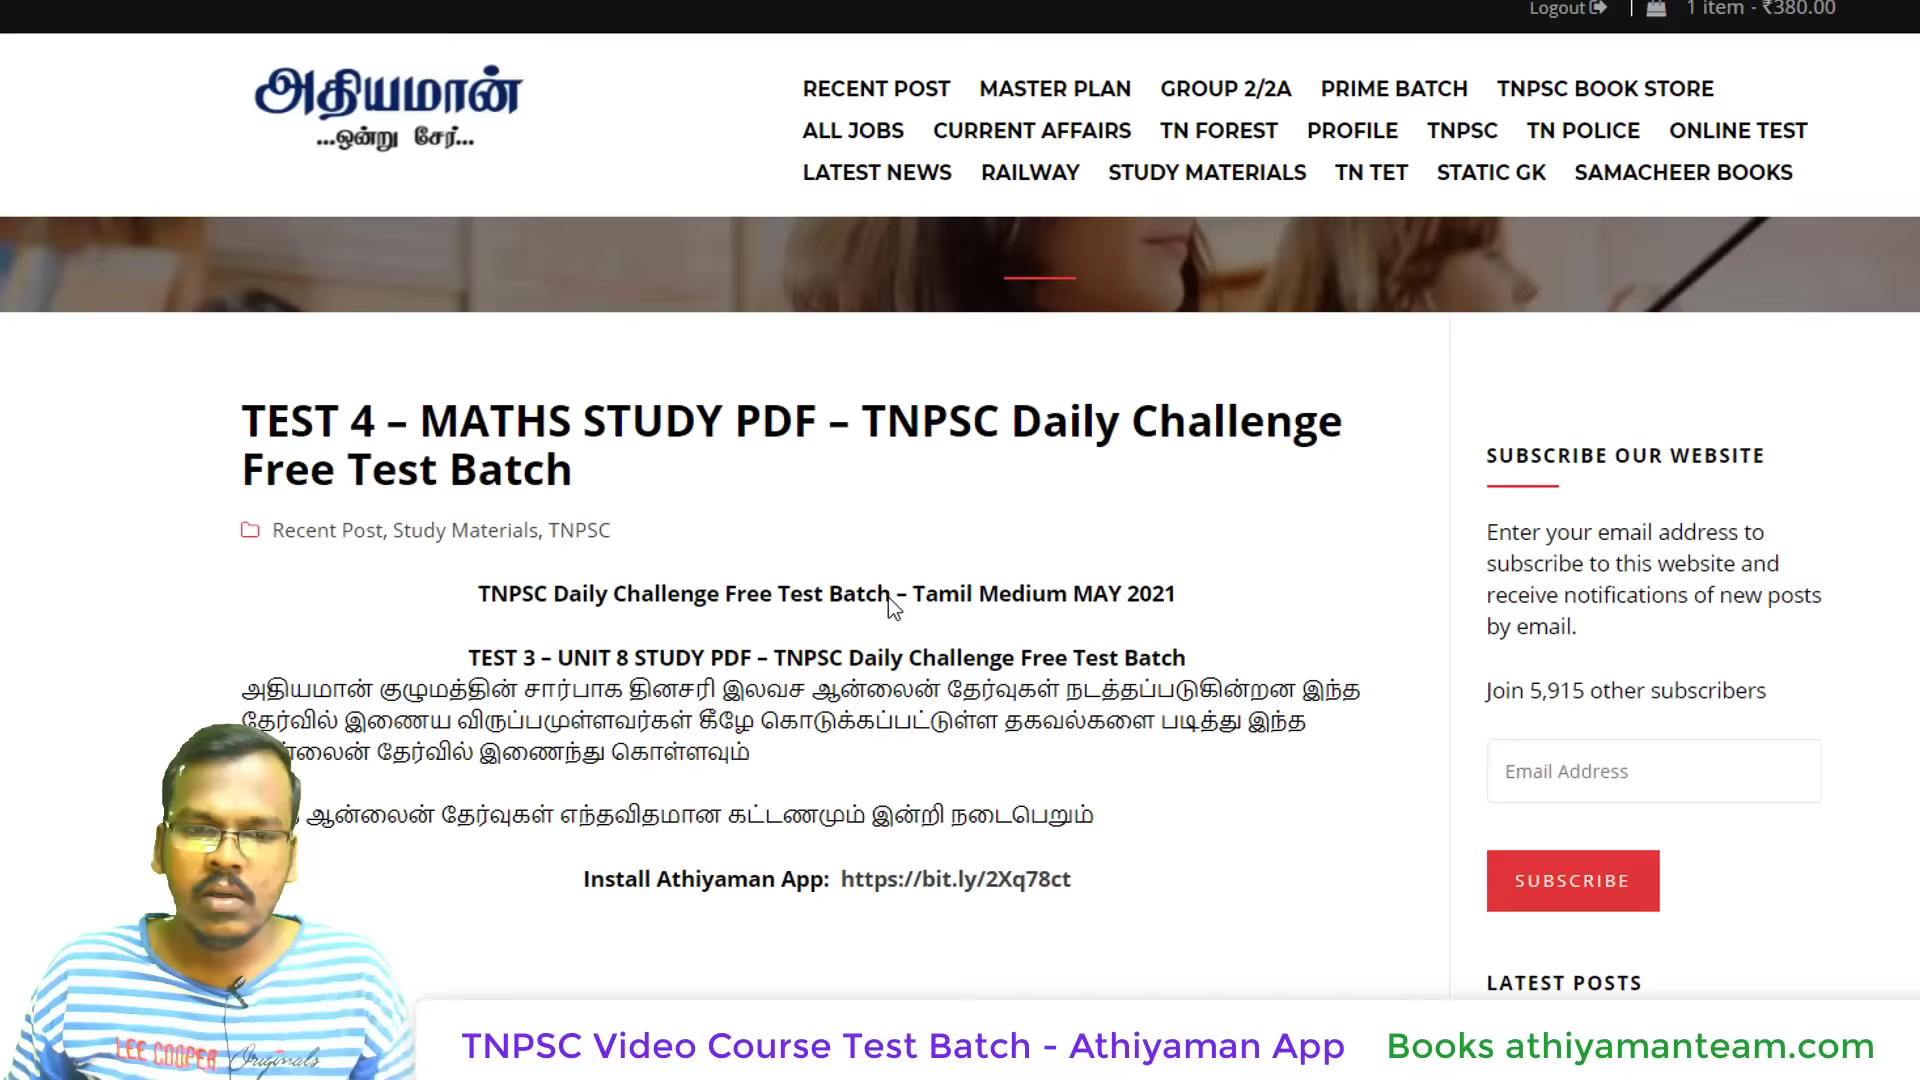 Logout 1 item - ₹380.00
அதியமான்
...ஒன்று சேர்...
RECENT POST MASTER PLAN GROUP 2/2A PRIME BATCH TNPSC BOOK STORE
ALL JOBS CURRENT AFFAIRS TN FOREST PROFILE TNPSC TN POLICE ONLINE TEST
LATEST NEWS RAILWAY STUDY MATERIALS TN TET STATIC GK SAMACHEER BOOKS
TEST 4 – MATHS STUDY PDF – TNPSC Daily Challenge
Free Test Batch
Recent Post, Study Materials, TNPSC
TNPSC Daily Challenge Free Test Batch – Tamil Medium MAY 2021
TEST 3 – UNIT 8 STUDY PDF – TNPSC Daily Challenge Free Test Batch
அதியமான் குழுமத்தின் சார்பாக தினசரி இலவச ஆன்லைன் தேர்வுகள் நடத்தப்படுகின்றன இந்த
தேர்வில் இணைய விருப்பமுள்ளவர்கள் கீழே கொடுக்கப்பட்டுள்ள தகவல்களை படித்து இந்த
தேர்வில் இணைந்து கொள்ளவும்
ஆன்லைன் தேர்வுகள் எந்தவிதமான கட்டணமும் இன்றி நடைபெறும்
Install Athiyaman App: https://bit.ly/2Xq78ct
SUBSCRIBE OUR WEBSITE
Enter your email address to
subscribe to this website and
receive notifications of new posts
by email.
Join 5,915 other subscribers
Email Address
SUBSCRIBE
LATEST POSTS
LEE COOPER Originals
TNPSC Video Course Test Batch - Athiyaman App Books athiyamanteam.com